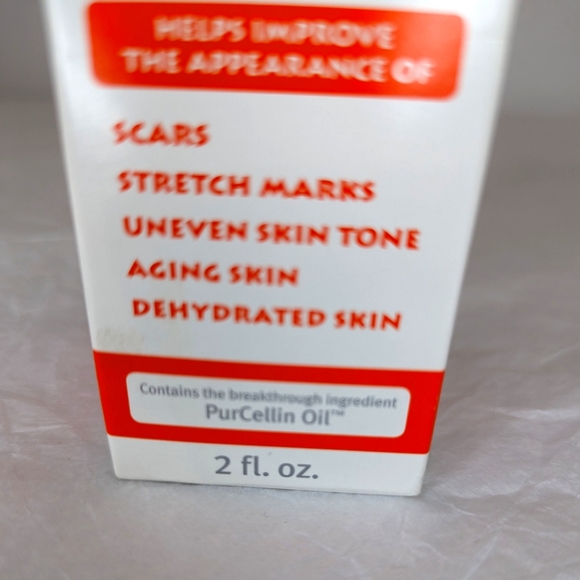 HELPS IMPROVE
THE APPEARANCE OF
SCARS
STRETCH MARKS
UNEVEN SKIN TONE
AGING SKIN
DEHYDRATED SKIN
Contains the breakthrough ingredient
PurCellin Oil™
2 fl. oz.